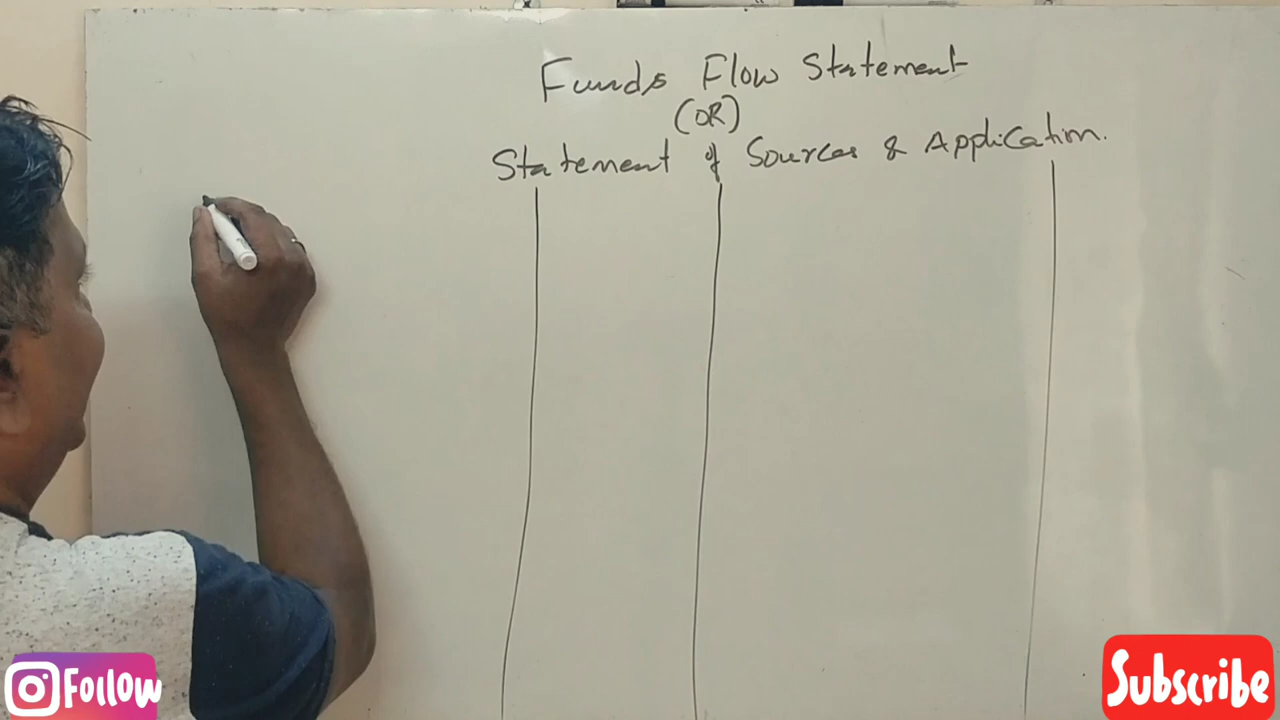 Funds Flow Statement
(OR)
Statement of Sources & Application.
Follow
Subscribe